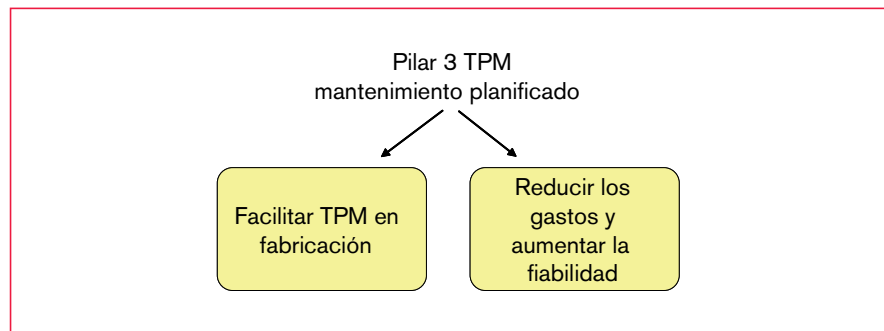 Pilar 3 TPM
mantenimiento planificado
Facilitar TPM en
fabricación
Reducir los
gastos y
aumentar la
fiabilidad